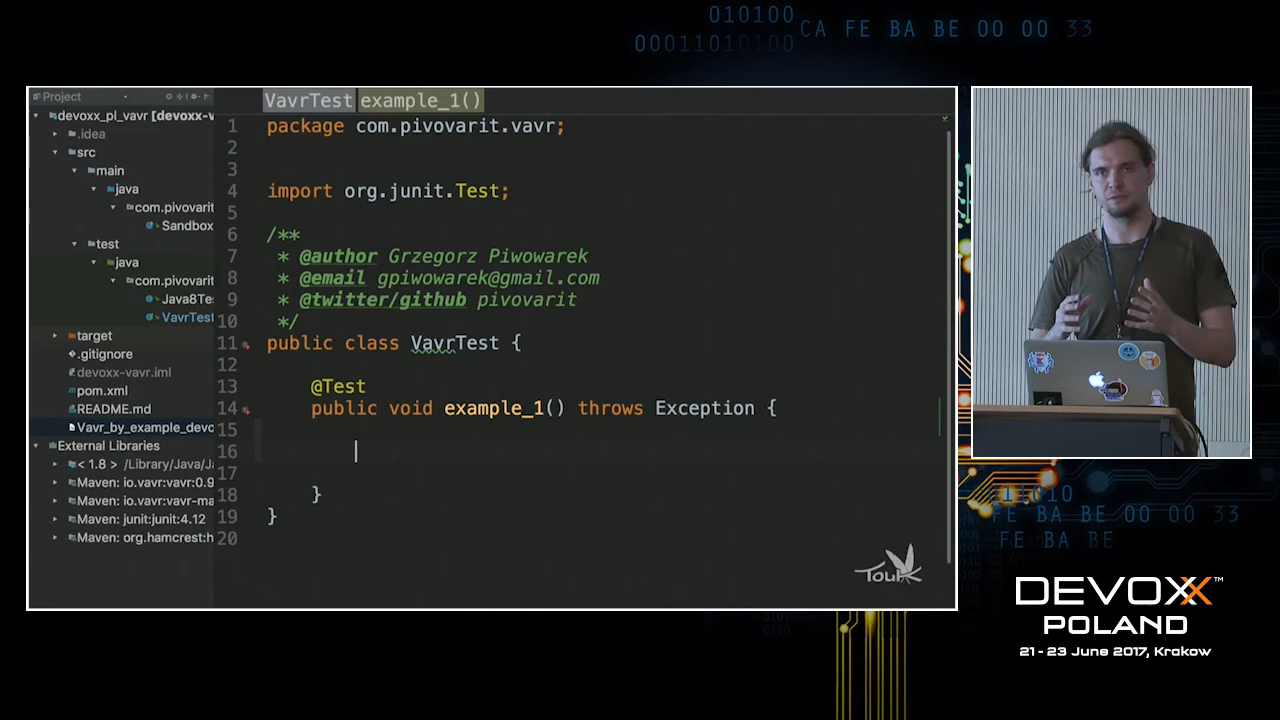 010100
00011010100
CA FE BA BE 00 00 33
Project
devoxx_pl_vavr [devoxx-v
.idea
src
main
java
com.pivovarit
Sandbox
test
java
com.pivovarit
Java8Tes
VavrTest
target
.gitignore
devoxx-vavr.iml
pom.xml
README.md
Vavr_by_example_devo
External Libraries
< 1.8 > /Library/Java/Ja
Maven: io.vavr:vavr:0.9
Maven: io.vavr:vavr-ma
Maven: junit:junit:4.12
Maven: org.hamcrest:h
VavrTest example_1()
1 package com.pivovarit.vavr;
2
3
4 import org.junit.Test;
5
6 /**
7 * @author Grzegorz Piwowarek
8 * @email gpiwowarek@gmail.com
9 * @twitter/github pivovarit
10 */
11 public class VavrTest {
12
13 @Test
14 public void example_1() throws Exception {
15
16
17
18 }
19 }
20
Touk
FE BA BE 00 00 33
FE BA BE
DEVOXX™
POLAND
21 - 23 June 2017, Krakow